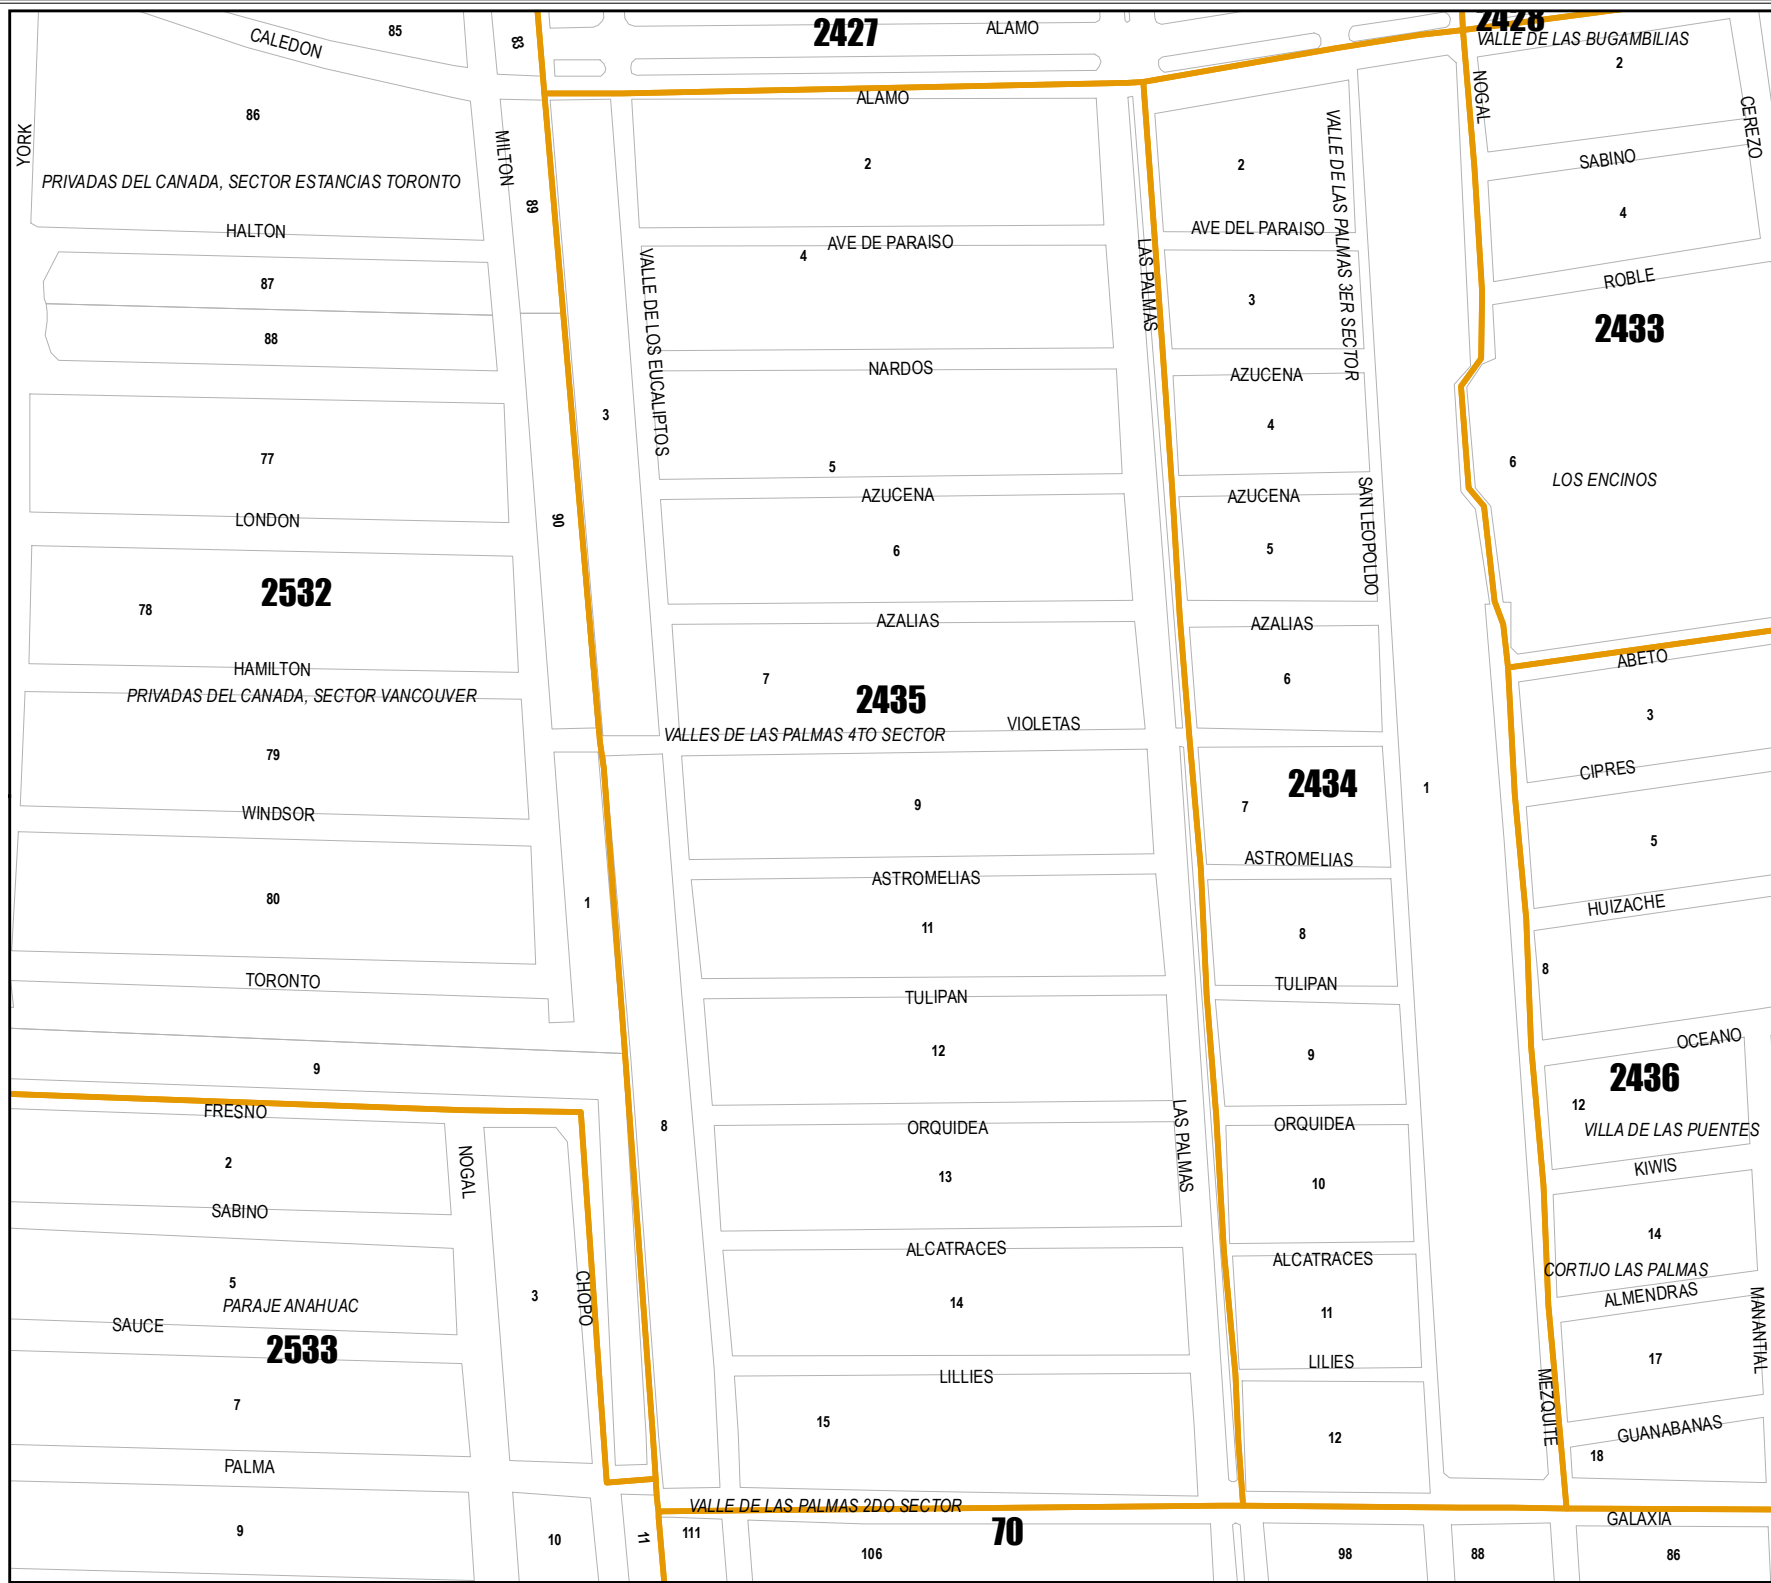 2427
2428
85
83
CALEDON
ALAMO
VALLE DE LAS BUGAMBILIAS
2
NOGAL
CEREZO
86
ALAMO
YORK
MILTON
PRIVADAS DEL CANADA, SECTOR ESTANCIAS TORONTO
89
2
2
VALLE DE LAS PALMAS 3ER SECTOR
SABINO
4
HALTON
AVE DE PARAISO
4
AVE DEL PARAISO
LAS PALMAS
VALLE DE LOS EUCALIPTOS
87
3
ROBLE
2433
88
NARDOS
AZUCENA
3
4
77
5
6
LOS ENCINOS
LONDON
90
AZUCENA
AZUCENA
SAN LEOPOLDO
6
5
2532
78
AZALIAS
AZALIAS
HAMILTON
PRIVADAS DEL CANADA, SECTOR VANCOUVER
7
2435
6
ABETO
3
VIOLETAS
VALLES DE LAS PALMAS 4TO SECTOR
79
2434
1
CIPRES
WINDSOR
9
7
5
ASTROMELIAS
ASTROMELIAS
80
1
11
8
HUIZACHE
8
TORONTO
TULIPAN
TULIPAN
OCEANO
9
12
9
2436
12
FRESNO
8
ORQUIDEA
LAS PALMAS
ORQUIDEA
VILLA DE LAS PUENTES
2
NOGAL
13
10
KIWIS
SABINO
14
ALCATRACES
ALCATRACES
CORTIJO LAS PALMAS
5
PARAJE ANAHUAC
3
CHOPO
14
11
ALMENDRAS
MANANTIAL
SAUCE
2533
LILLIES
LILIES
17
7
15
12
MEZQUITE
GUANABANAS
18
PALMA
VALLE DE LAS PALMAS 2DO SECTOR
GALAXIA
9
10
11
111
70
106
98
88
86